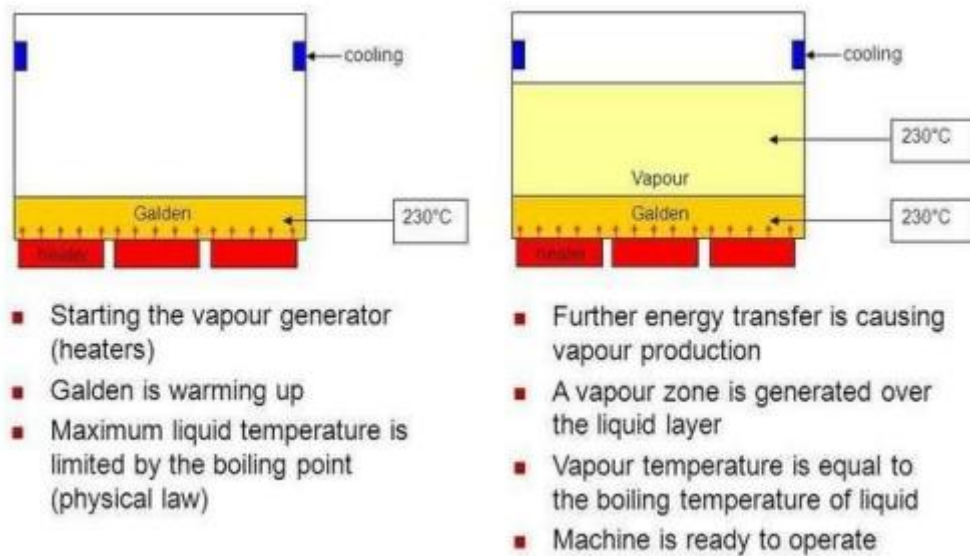 cooling
Galden
230°C
heater
Starting the vapour generator
(heaters)
Galden is warming up
Maximum liquid temperature is
limited by the boiling point
(physical law)
cooling
230°C
Vapour
Galden
230°C
heater
Further energy transfer is causing
vapour production
A vapour zone is generated over
the liquid layer
Vapour temperature is equal to
the boiling temperature of liquid
Machine is ready to operate